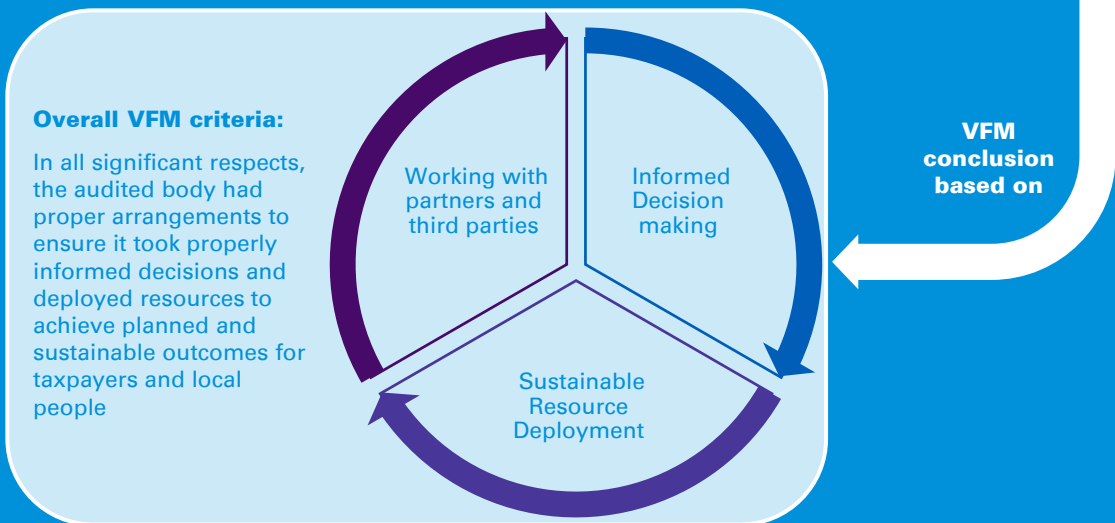 Overall VFM criteria:
In all significant respects,
the audited body had
proper arrangements to
ensure it took properly
informed decisions and
deployed resources to
achieve planned and
sustainable outcomes for
taxpayers and local
people
Working with
partners and
third parties
Informed
Decision
making
Sustainable
Resource
Deployment
VFM
conclusion
based on